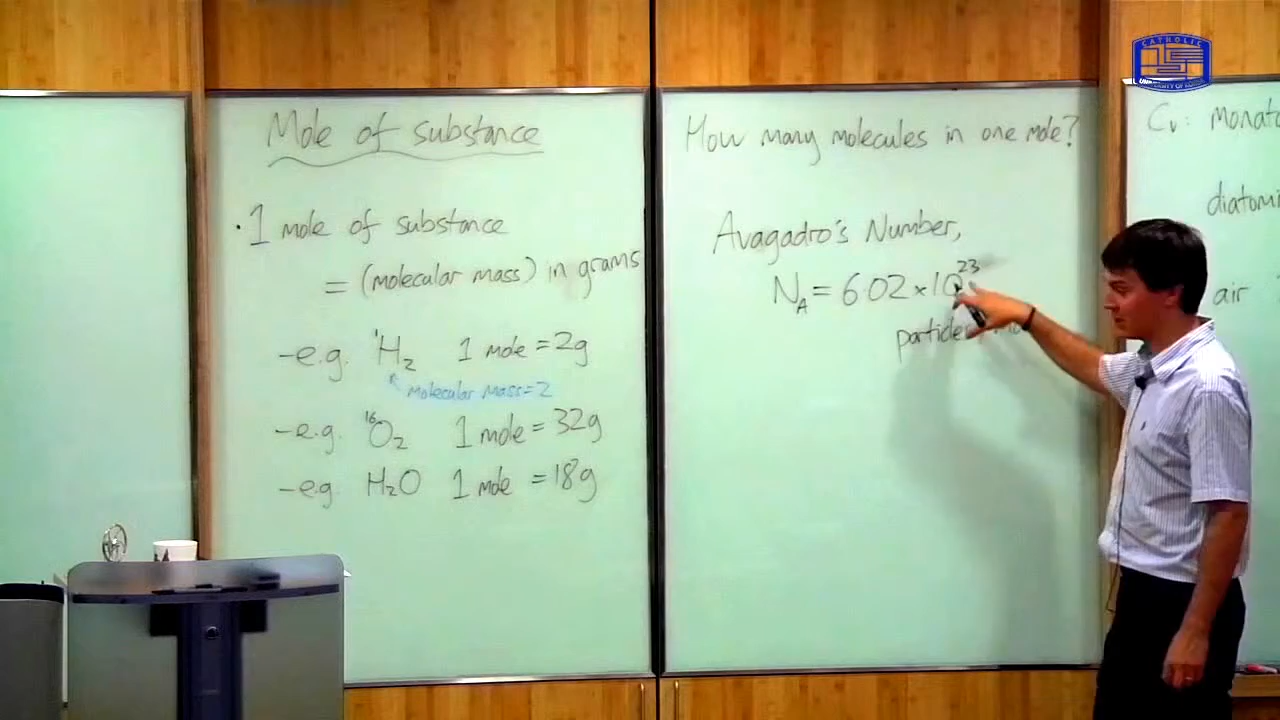 Mole of substance
· 1 mole of substance
= (molecular mass) in grams
-e.g. ¹H₂ 1 mole = 2g
molecular mass=2
-e.g. ¹⁶O₂ 1 mole = 32g
-e.g. H₂O 1 mole = 18g
How many molecules in one mole?
Avagadro's Number,
N_A = 6.02 × 10²³
Cᵥ: 
air
CATHOLIC